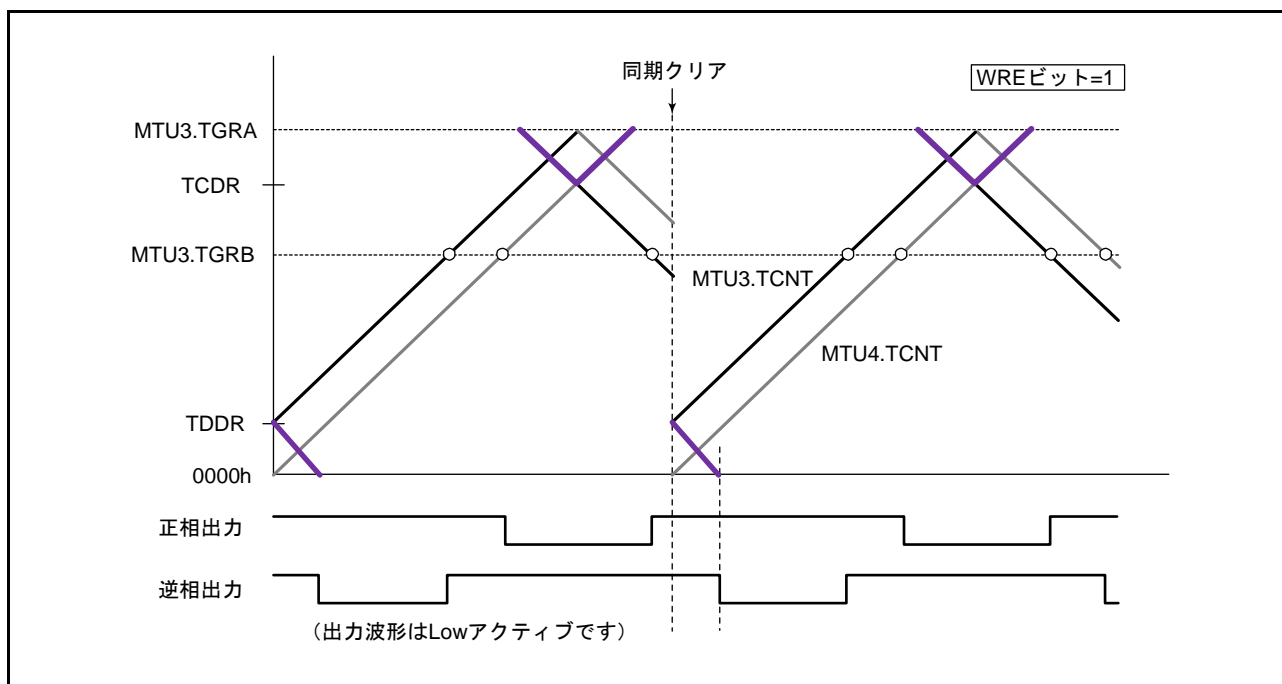 同期クリア
WREビット=1
MTU3.TGRA
TCDR
MTU3.TGRB
MTU3.TCNT
MTU4.TCNT
TDDR
0000h
正相出力
逆相出力
（出力波形はLowアクティブです）